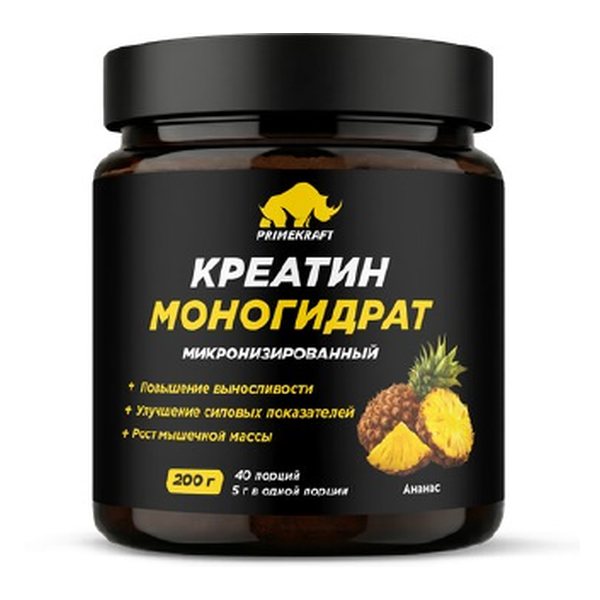 PRIMEKRAFT
КРЕАТИН
МОНОГИДРАТ
МИКРОНИЗИРОВАННЫЙ
+ Повышение выносливости
+ Улучшение силовых показателей
+ Рост мышечной массы
200 г
40 порций
5 г в одной порции
Ананас